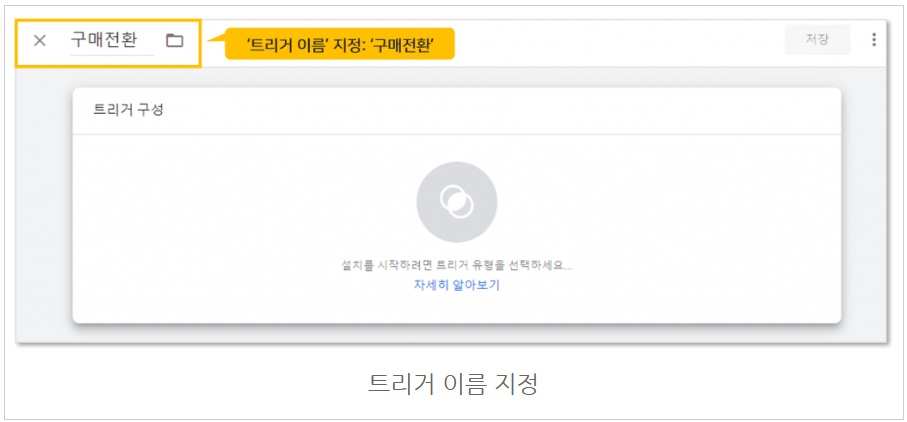 구매전환
'트리거 이름' 지정: '구매전환'
저장
트리거 구성
설치를 시작하려면 트리거 유형을 선택하세요...
자세히 알아보기
트리거 이름 지정